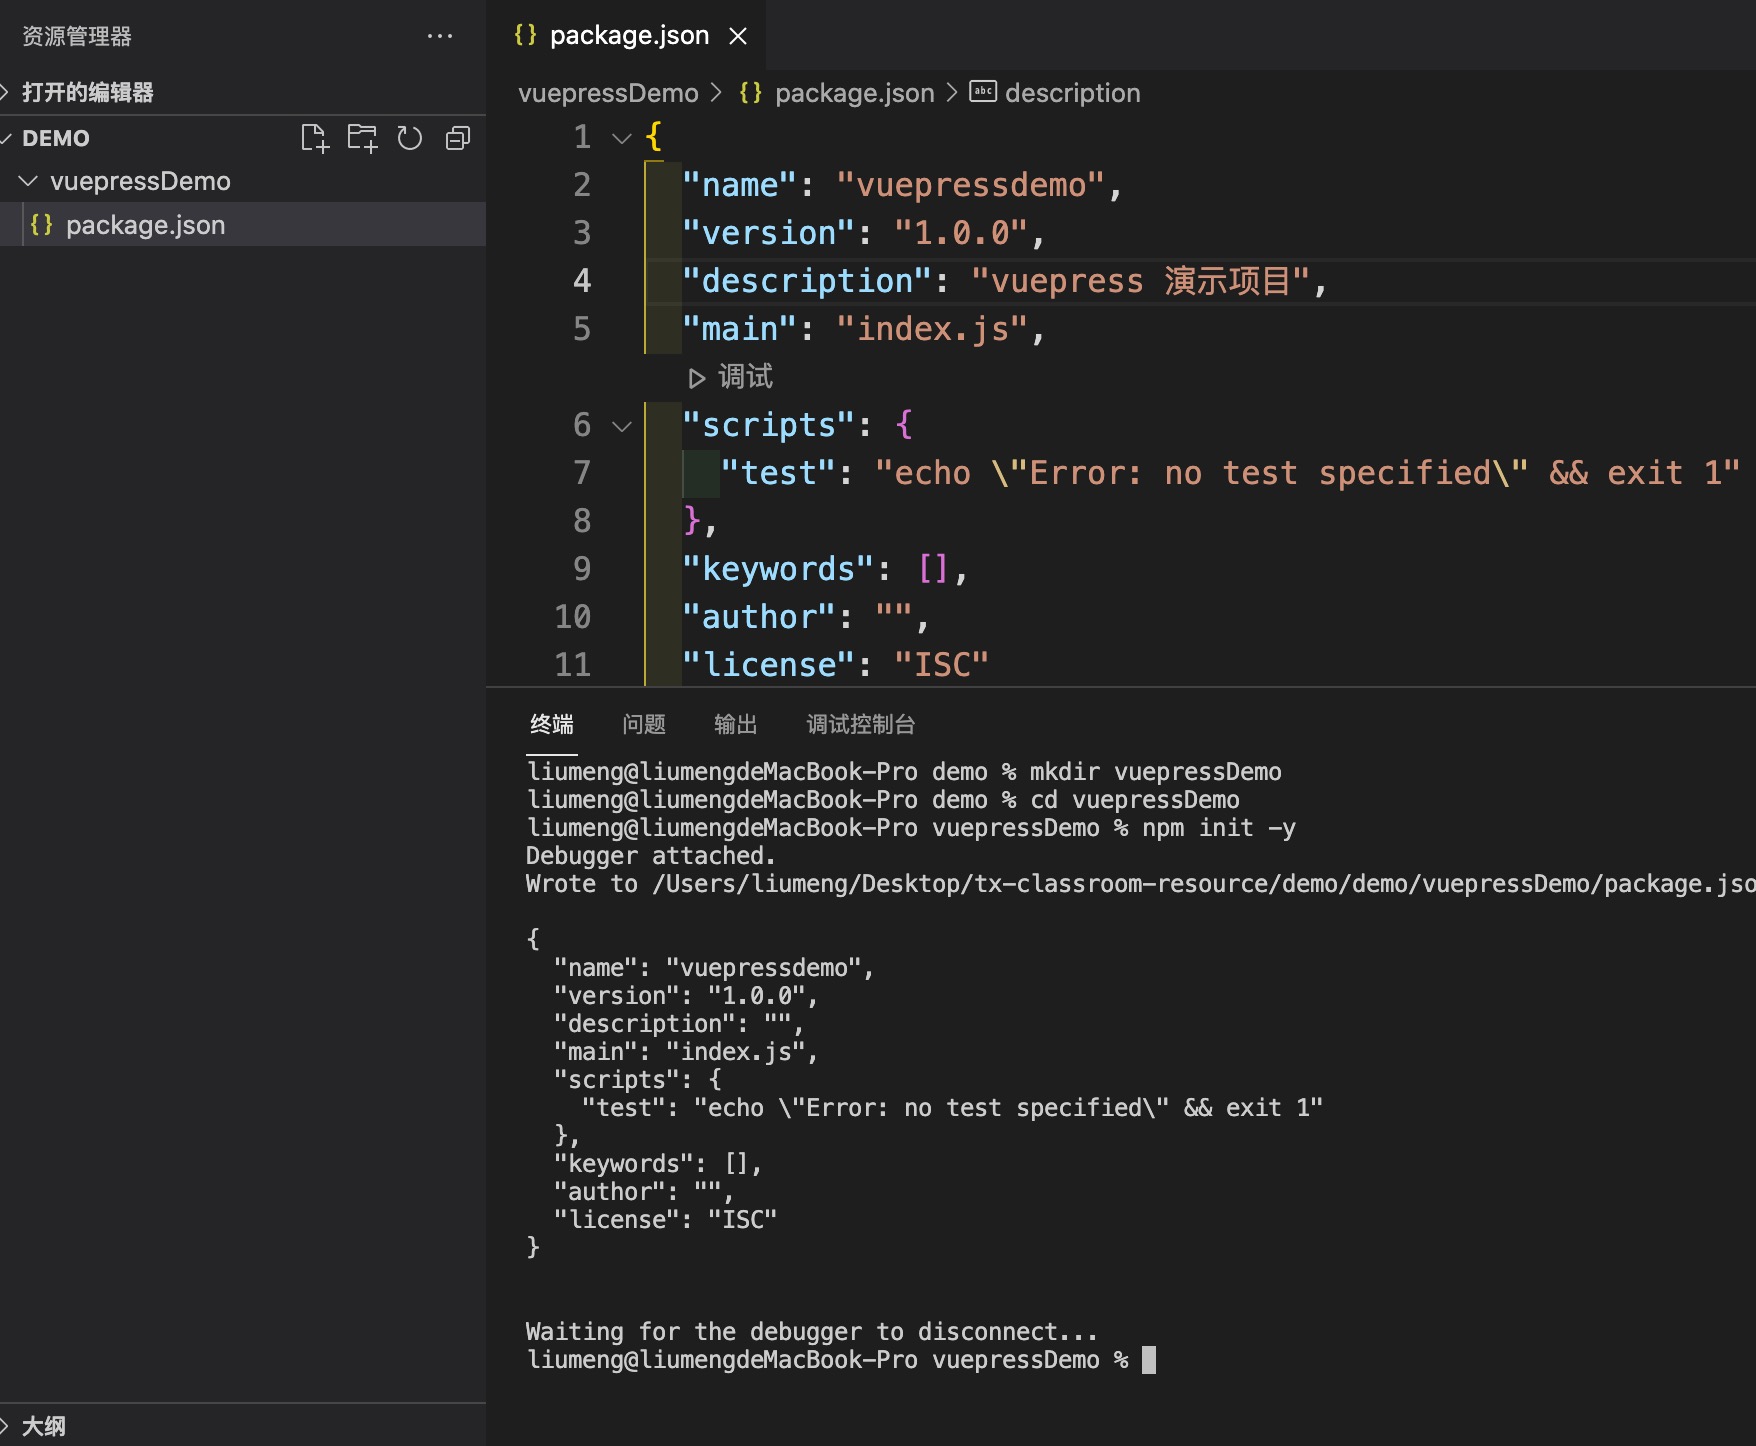 资源管理器
打开的编辑器
DEMO
vuepressDemo
{} package.json
大纲
{} package.json
vuepressDemo > {} package.json > abc description
1 {
2 "name": "vuepressdemo",
3 "version": "1.0.0",
4 "description": "vuepress 演示项目",
5 "main": "index.js",
调试
6 "scripts": {
7 "test": "echo \"Error: no test specified\" && exit 1"
8 },
9 "keywords": [],
10 "author": "",
11 "license": "ISC"
终端 问题 输出 调试控制台
liumeng@liumengdeMacBook-Pro demo % mkdir vuepressDemo
liumeng@liumengdeMacBook-Pro demo % cd vuepressDemo
liumeng@liumengdeMacBook-Pro vuepressDemo % npm init -y
Debugger attached.
Wrote to /Users/liumeng/Desktop/tx-classroom-resource/demo/demo/vuepressDemo/package.jso
{
"name": "vuepressdemo",
"version": "1.0.0",
"description": "",
"main": "index.js",
"scripts": {
"test": "echo \"Error: no test specified\" && exit 1"
},
"keywords": [],
"author": "",
"license": "ISC"
}
Waiting for the debugger to disconnect...
liumeng@liumengdeMacBook-Pro vuepressDemo %